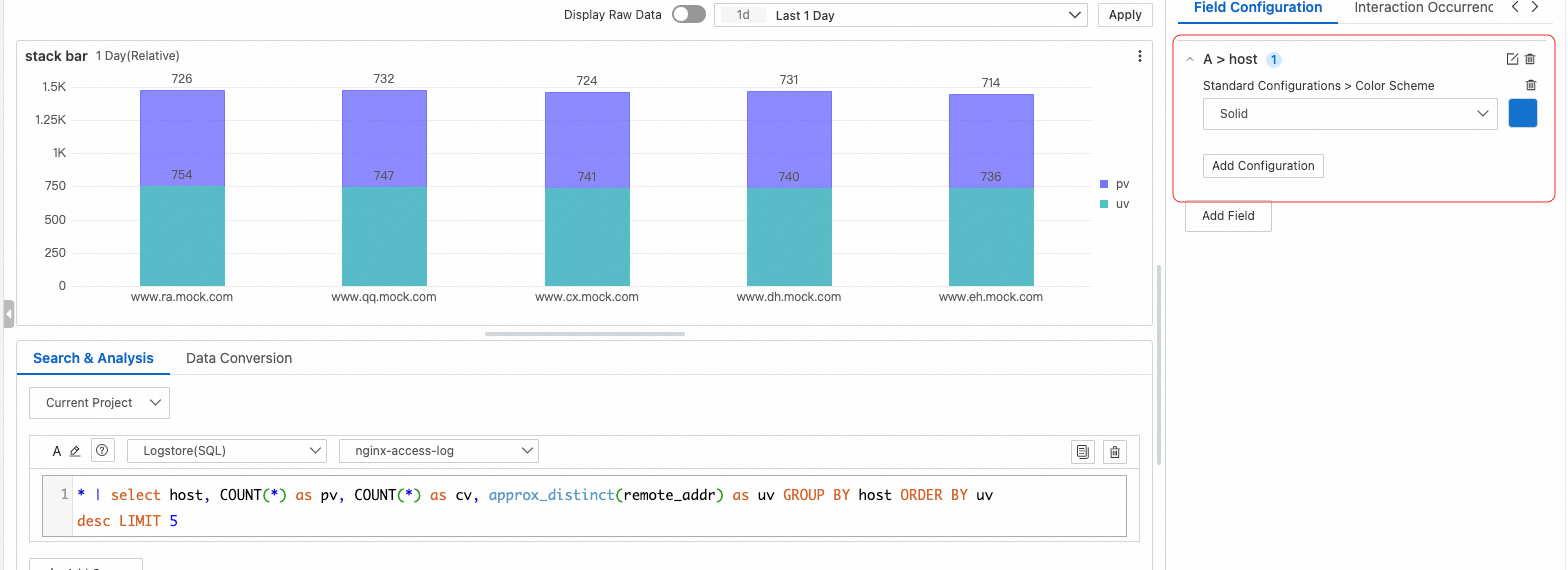 Display Raw Data 1d Last 1 Day Apply
Field Configuration Interaction Occurrenc
stack bar 1 Day(Relative)
726 732 724 731 714
1.5K
1.25K
1K
754 747 741 740 736
750
500
250
0
www.ra.mock.com www.qq.mock.com www.cx.mock.com www.dh.mock.com www.eh.mock.com
pv
uv
A > host 1
Standard Configurations > Color Scheme
Solid
Add Configuration
Add Field
Search & Analysis Data Conversion
Current Project
A Logstore(SQL) nginx-access-log
1 * | select host, COUNT(*) as pv, COUNT(*) as cv, approx_distinct(remote_addr) as uv GROUP BY host ORDER BY uv
desc LIMIT 5